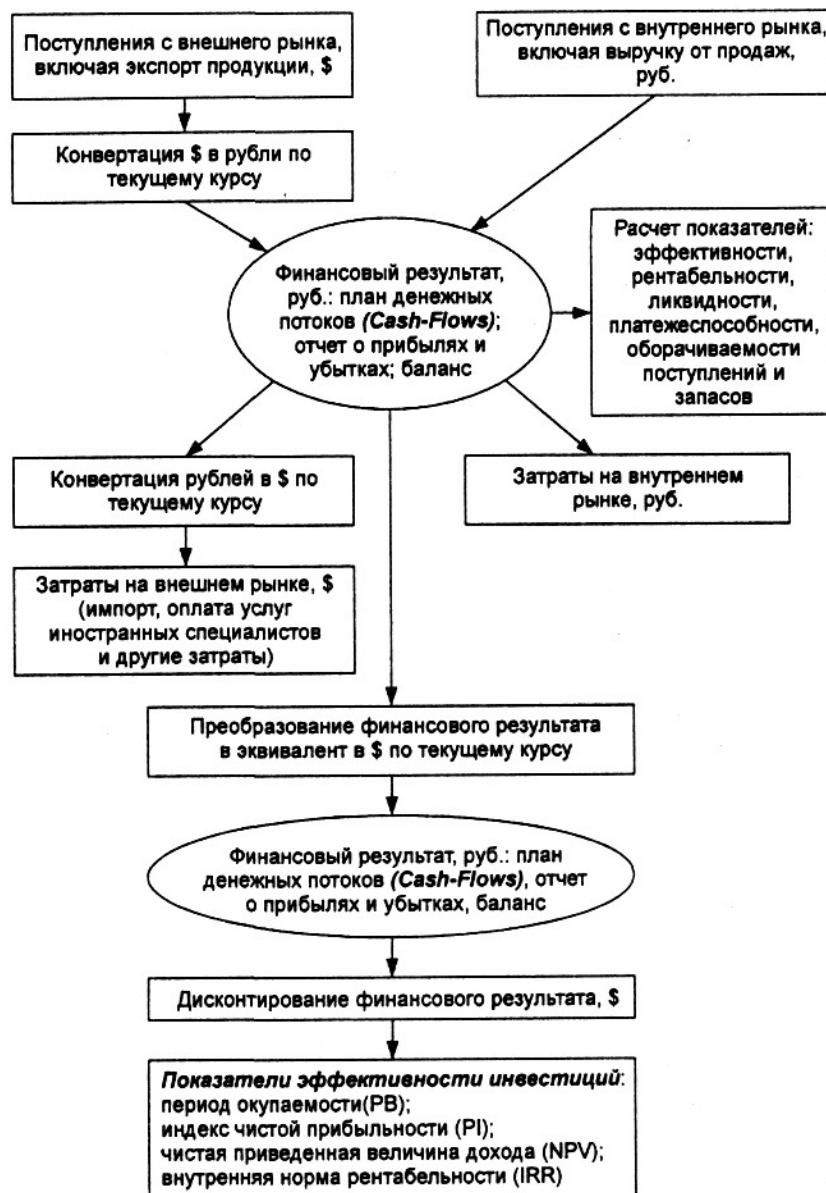 Поступления с внешнего рынка,
включая экспорт продукции, $
Поступления с внутреннего рынка,
включая выручку от продаж,
руб.
Конвертация $ в рубли по
текущему курсу
Финансовый результат,
руб.: план денежных
потоков (Cash-Flows);
отчет о прибылях и
убытках; баланс
Расчет показателей:
эффективности,
рентабельности,
ликвидности,
платежеспособности,
оборачиваемости
поступлений и
запасов
Конвертация рублей в $ по
текущему курсу
Затраты на внутреннем
рынке, руб.
Затраты на внешнем рынке, $
(импорт, оплата услуг
иностранных специалистов
и другие затраты)
Преобразование финансового результата
в эквивалент в $ по текущему курсу
Финансовый результат, руб.: план
денежных потоков (Cash-Flows), отчет
о прибылях и убытках, баланс
Дисконтирование финансового результата, $
Показатели эффективности инвестиций:
период окупаемости(PB);
индекс чистой прибыльности (PI);
чистая приведенная величина дохода (NPV);
внутренняя норма рентабельности (IRR)